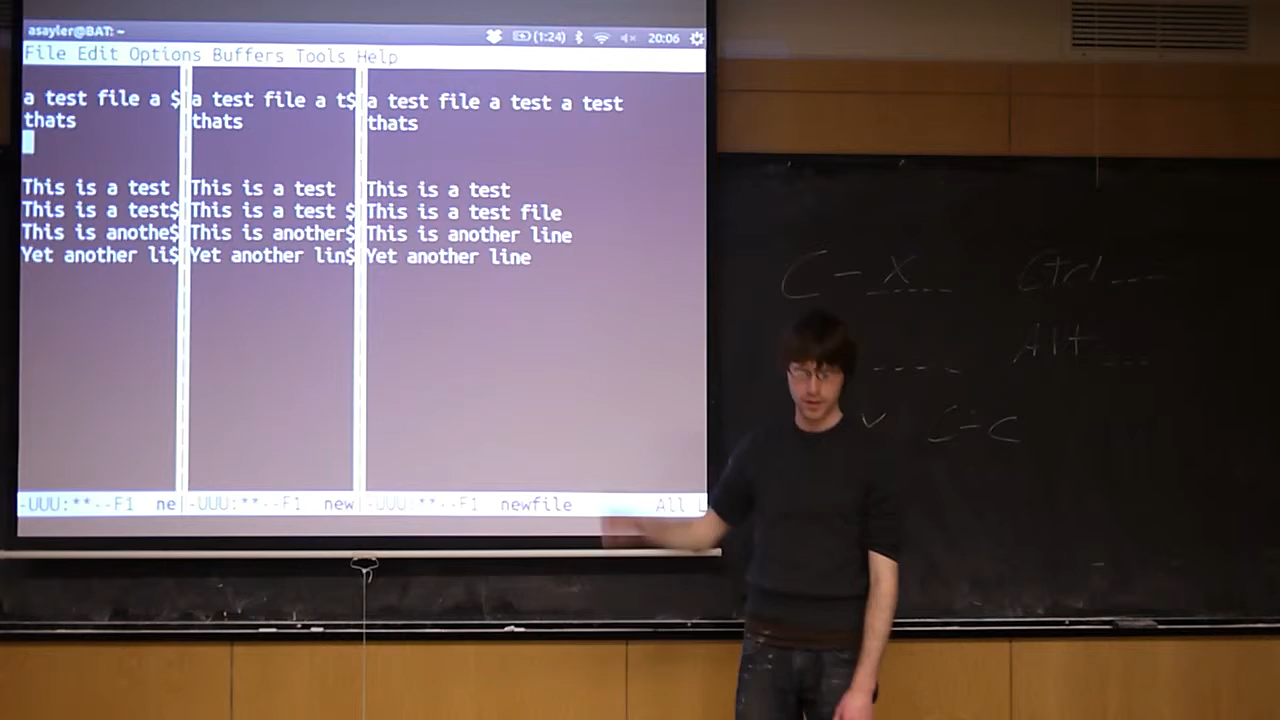 asayler@BAT: ~ (1:24) 20:06
File Edit Options Buffers Tools Help
a test file a $ a test file a t$ a test file a test a test
thats thats thats
This is a test This is a test This is a test
This is a test$ This is a test $ This is a test file
This is anothe$ This is another$ This is another line
Yet another li$ Yet another lin$ Yet another line
-UUU:**--F1 ne -UUU:**--F1 new -UUU:**--F1 newfile All L
C - X Ctrl
Alt
C - C